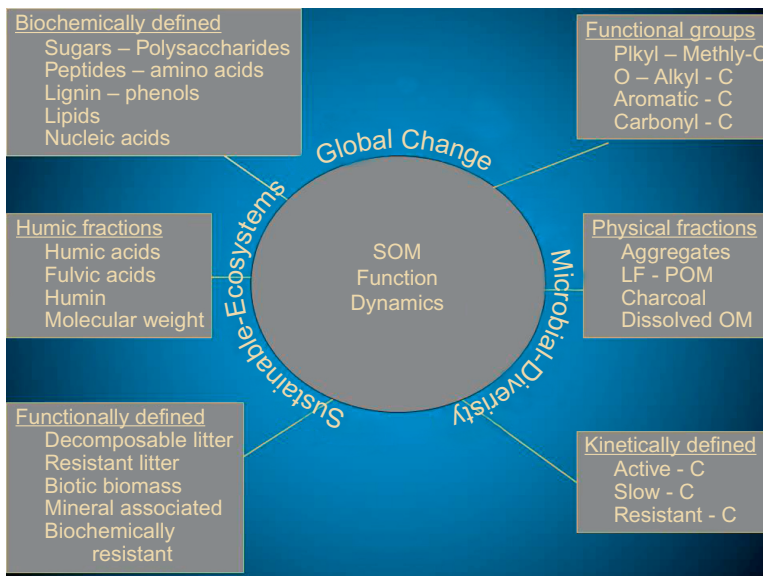 Biochemically defined
Sugars – Polysaccharides
Peptides – amino acids
Lignin – phenols
Lipids
Nucleic acids
Functional groups
Plkyl – Methly-C
O – Alkyl - C
Aromatic - C
Carbonyl - C
Global Change
Humic fractions
Humic acids
Fulvic acids
Humin
Molecular weight
Sustainable-Ecosystems
SOM
Function
Dynamics
Microbial-Diveristy
Physical fractions
Aggregates
LF - POM
Charcoal
Dissolved OM
Functionally defined
Decomposable litter
Resistant litter
Biotic biomass
Mineral associated
Biochemically
resistant
Kinetically defined
Active - C
Slow - C
Resistant - C